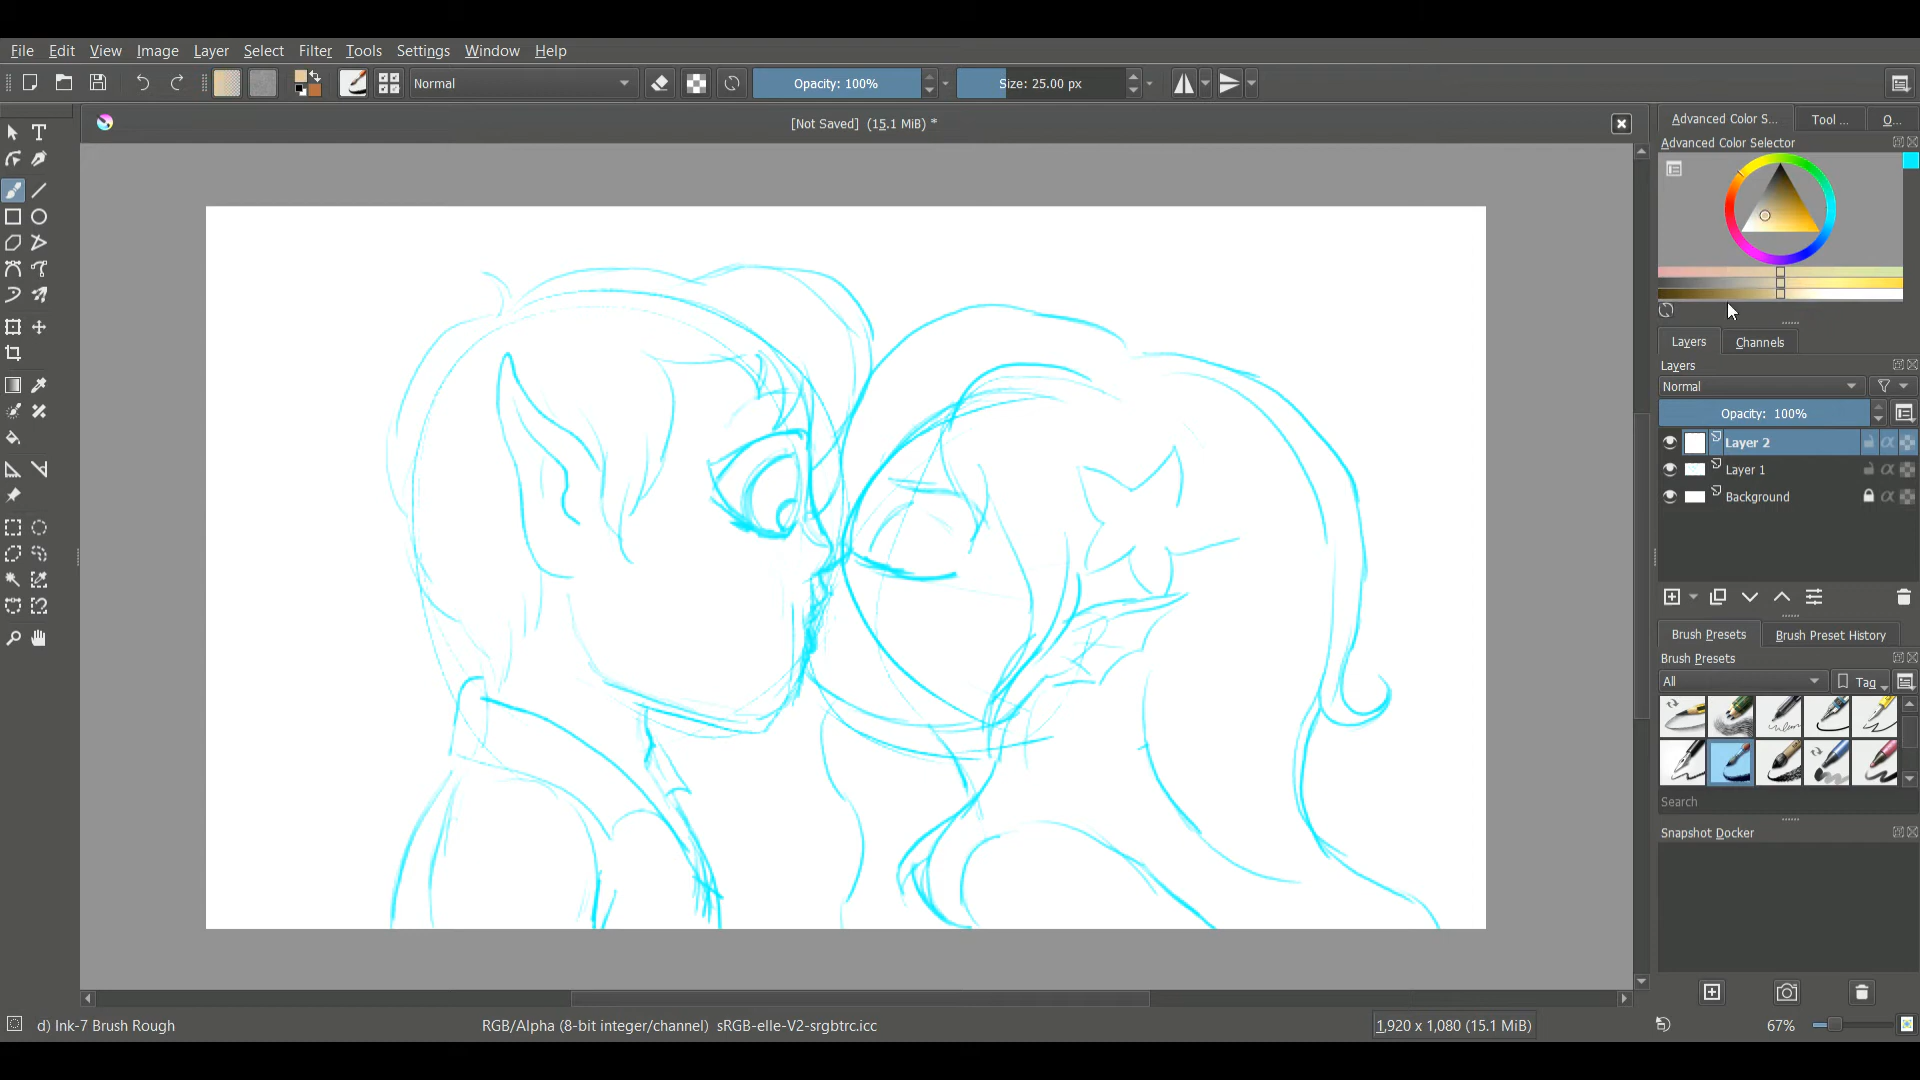 File Edit View Image Layer Select Filter Tools Settings Window Help
Normal Opacity: 100% Size: 25.00 px
[Not Saved] (15.1 MiB) *
Advanced Color S... Tool ... O...
Advanced Color Selector
Layers Channels
Layers
Normal
Opacity: 100%
Layer 2
Layer 1
Background
Brush Presets Brush Preset History
Brush Presets
All Tag
Search
Snapshot Docker
d) Ink-7 Brush Rough RGB/Alpha (8-bit integer/channel) sRGB-elle-V2-srgbtrc.icc 1,920 x 1,080 (15.1 MiB) 67%